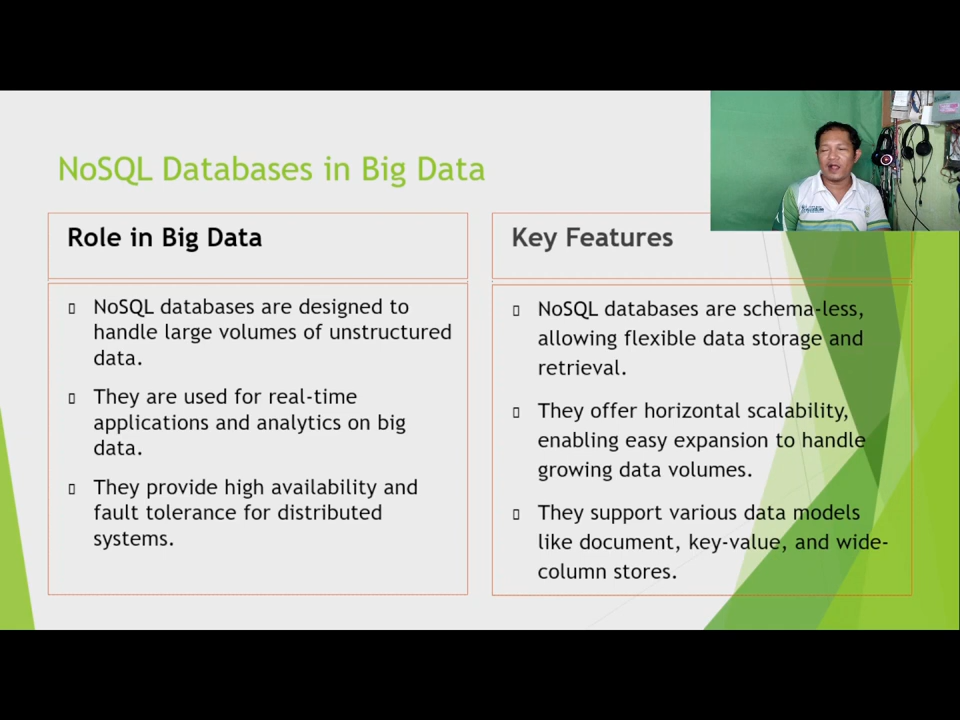 NoSQL Databases in Big Data
Role in Big Data
NoSQL databases are designed to
handle large volumes of unstructured
data.
They are used for real-time
applications and analytics on big
data.
They provide high availability and
fault tolerance for distributed
systems.
Key Features
NoSQL databases are schema-less,
allowing flexible data storage and
retrieval.
They offer horizontal scalability,
enabling easy expansion to handle
growing data volumes.
They support various data models
like document, key-value, and wide-
column stores.